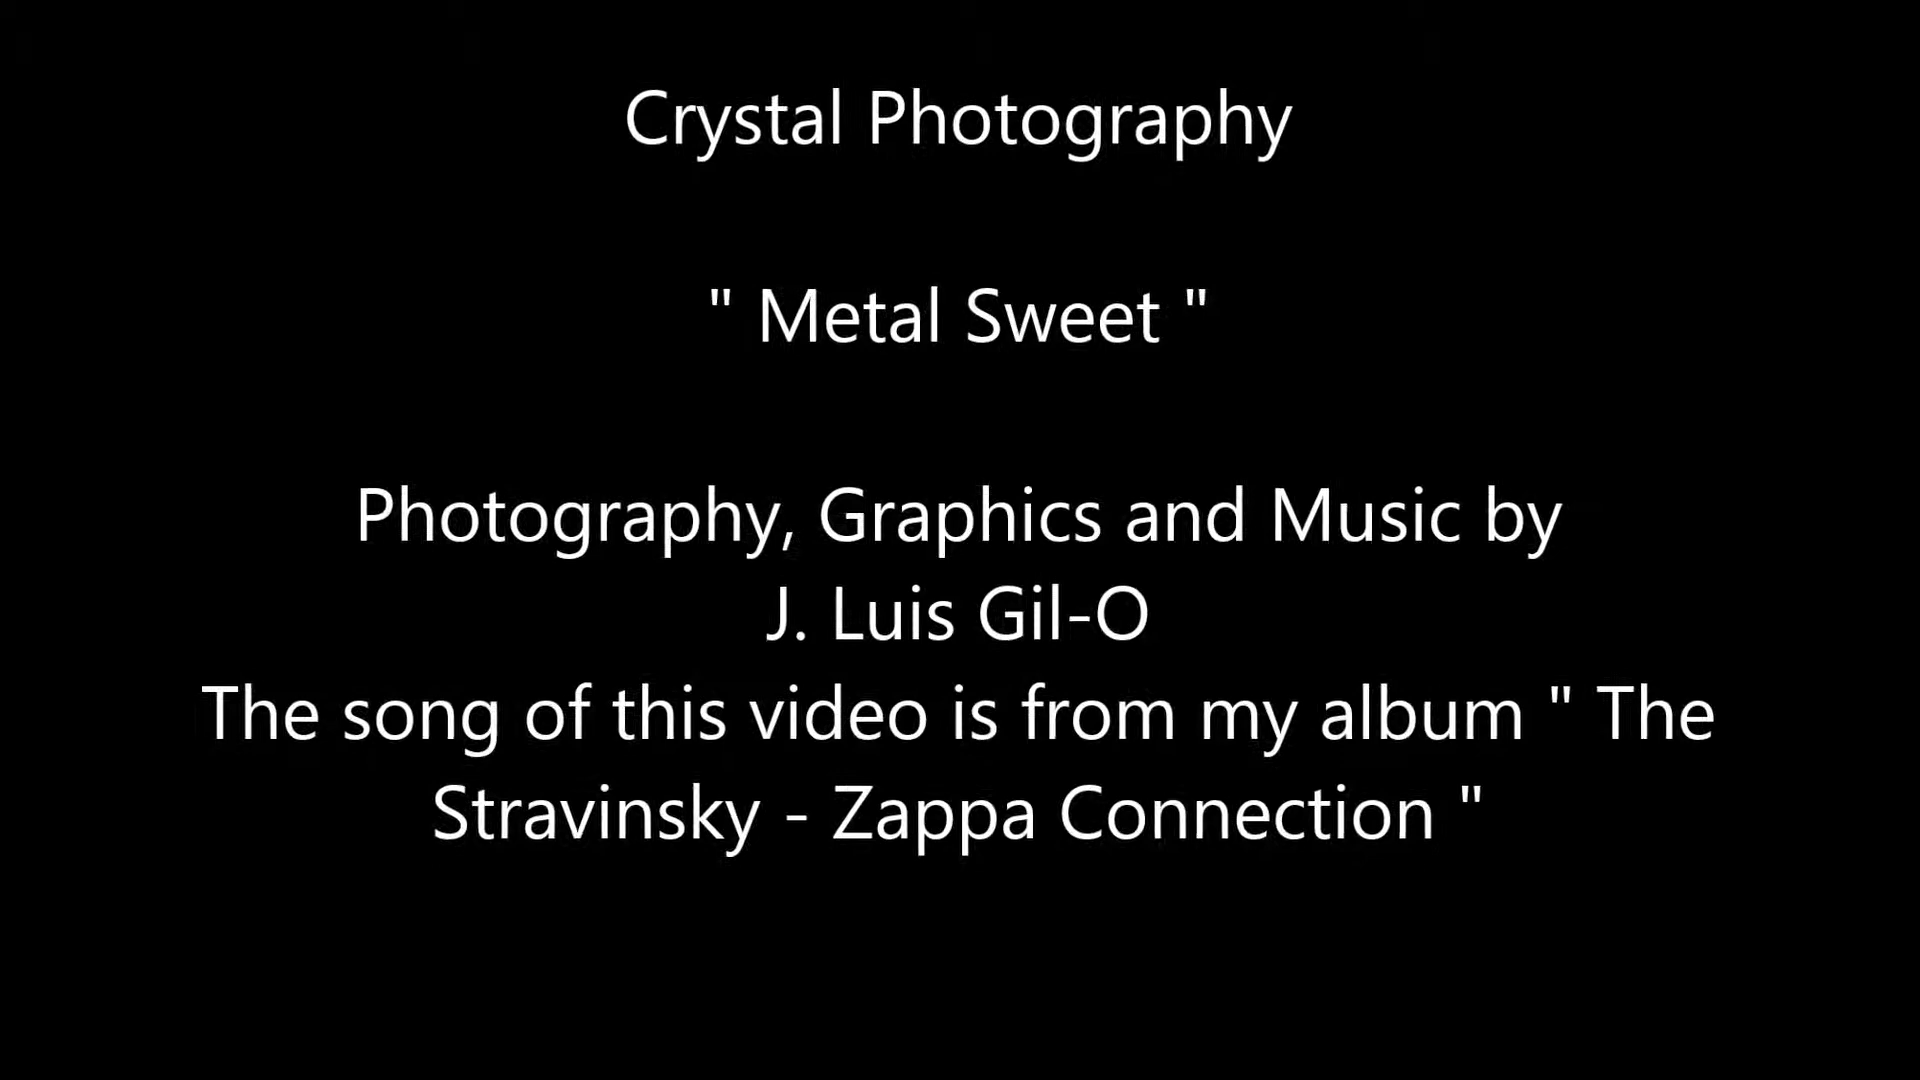 Crystal Photography
" Metal Sweet "
Photography, Graphics and Music by
J. Luis Gil-O
The song of this video is from my album " The
Stravinsky - Zappa Connection "